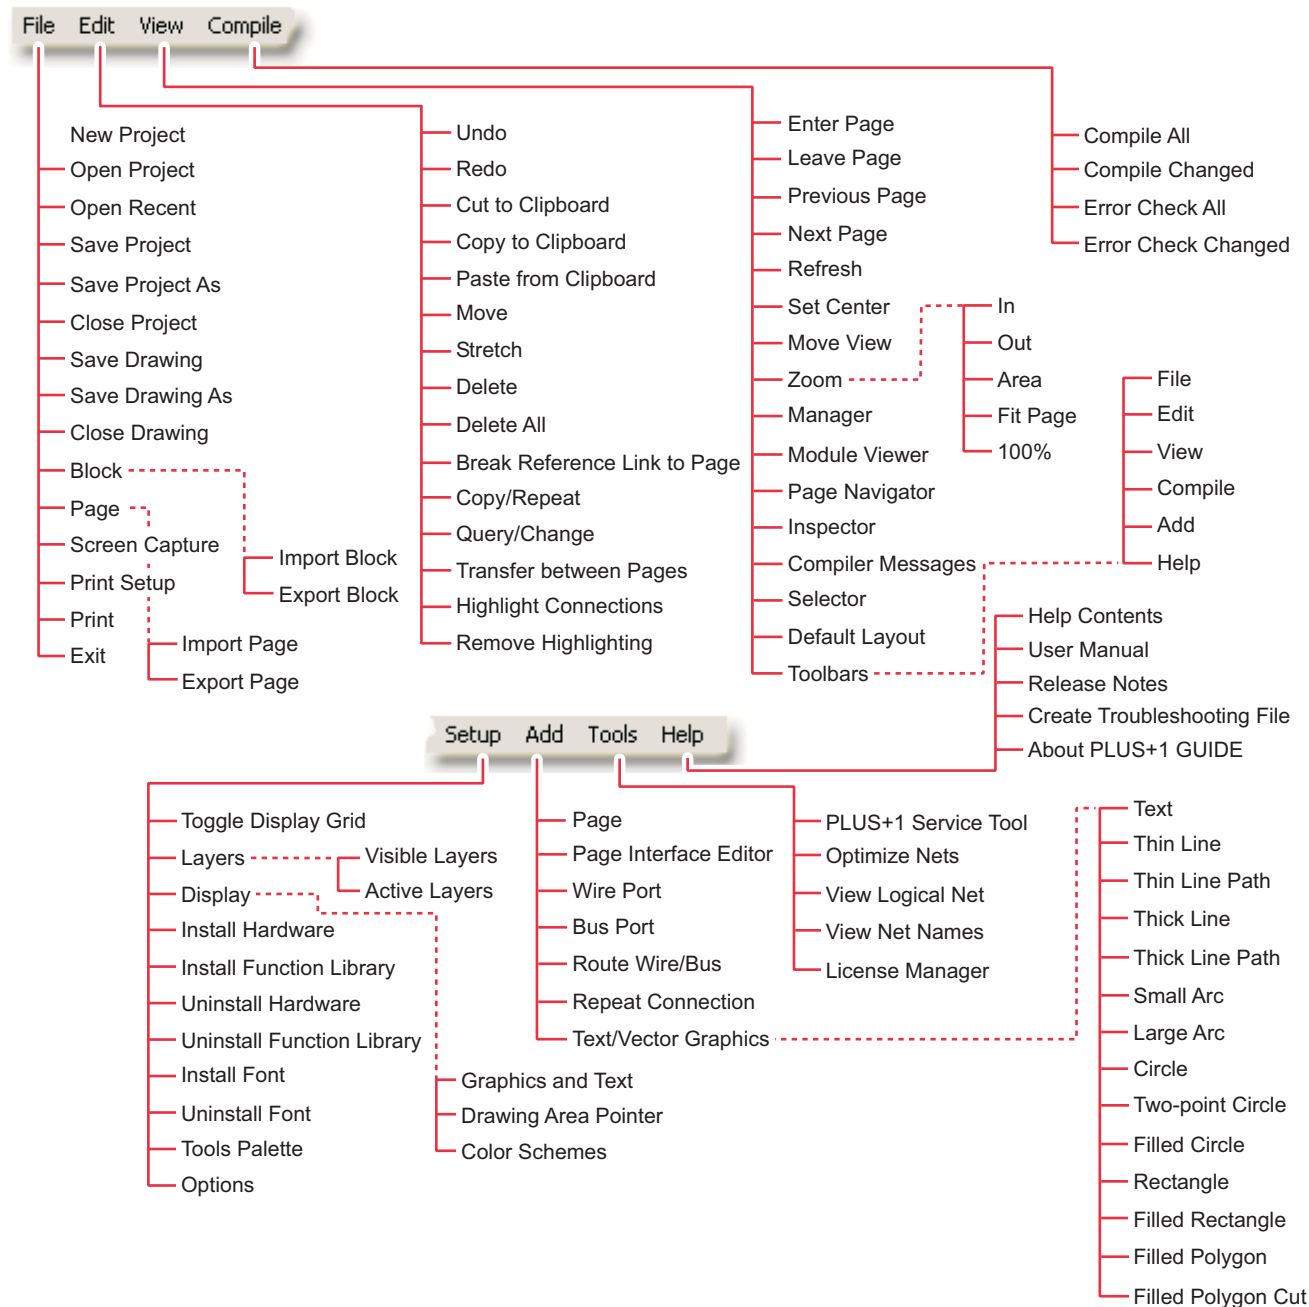 File Edit View Compile
New Project
Open Project
Open Recent
Save Project
Save Project As
Close Project
Save Drawing
Save Drawing As
Close Drawing
Block
Page
Screen Capture
Print Setup
Print
Exit
Import Block
Export Block
Import Page
Export Page
Undo
Redo
Cut to Clipboard
Copy to Clipboard
Paste from Clipboard
Move
Stretch
Delete
Delete All
Break Reference Link to Page
Copy/Repeat
Query/Change
Transfer between Pages
Highlight Connections
Remove Highlighting
Enter Page
Leave Page
Previous Page
Next Page
Refresh
Set Center
Move View
Zoom
Manager
Module Viewer
Page Navigator
Inspector
Compiler Messages
Selector
Default Layout
Toolbars
In
Out
Area
Fit Page
100%
File
Edit
View
Compile
Add
Help
Compile All
Compile Changed
Error Check All
Error Check Changed
Setup Add Tools Help
Toggle Display Grid
Layers
Display
Install Hardware
Install Function Library
Uninstall Hardware
Uninstall Function Library
Install Font
Uninstall Font
Tools Palette
Options
Visible Layers
Active Layers
Graphics and Text
Drawing Area Pointer
Color Schemes
Page
Page Interface Editor
Wire Port
Bus Port
Route Wire/Bus
Repeat Connection
Text/Vector Graphics
Text
Thin Line
Thin Line Path
Thick Line
Thick Line Path
Small Arc
Large Arc
Circle
Two-point Circle
Filled Circle
Rectangle
Filled Rectangle
Filled Polygon
Filled Polygon Cut
PLUS+1 Service Tool
Optimize Nets
View Logical Net
View Net Names
License Manager
Help Contents
User Manual
Release Notes
Create Troubleshooting File
About PLUS+1 GUIDE